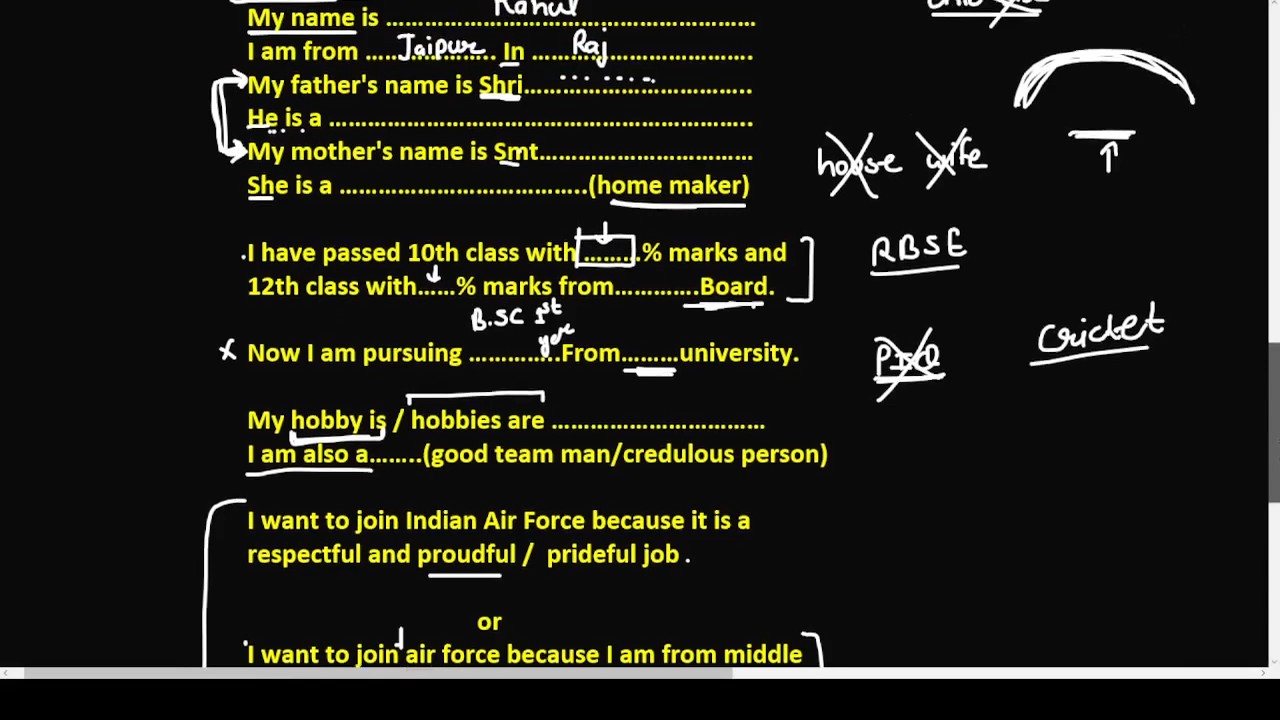 Rahul
My name is ……………………………………………………
I am from …Jaipur….. In …Raj……………….
My father's name is Shri……………………………..
He is a ……………………………………………………………..
My mother's name is Smt……………………………
She is a …………………………………..(home maker)
house wife
I have passed 10th class with ……...% marks and
12th class with……% marks from………….Board.
RBSE
B.SC 1st
Now I am pursuing …………..From………university.
Cricket
My hobby is / hobbies are ……………………………
I am also a……..(good team man/credulous person)
I want to join Indian Air Force because it is a
respectful and proudful / prideful job .
or
I want to join air force because I am from middle